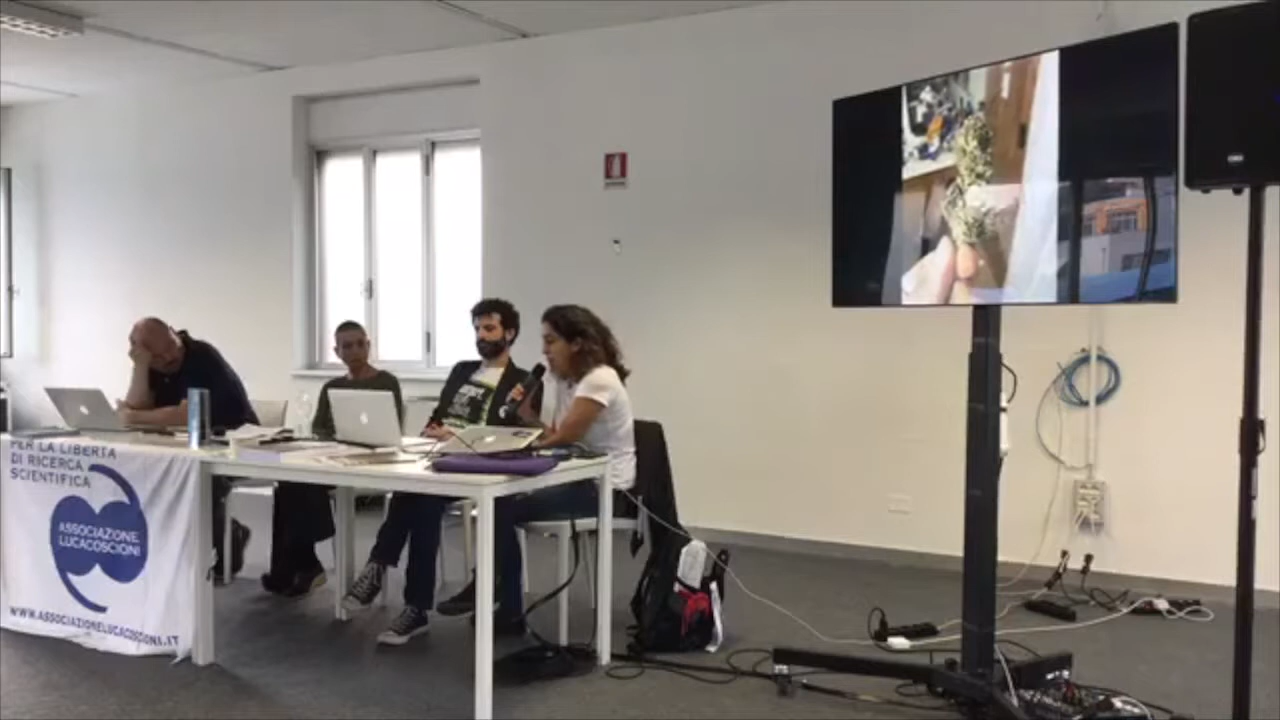 PER LA LIBERTÀ
DI RICERCA
SCIENTIFICA
ASSOCIAZIONE
LUCACOSCIONI
WWW.ASSOCIAZIONELUCACOSCIONI.IT